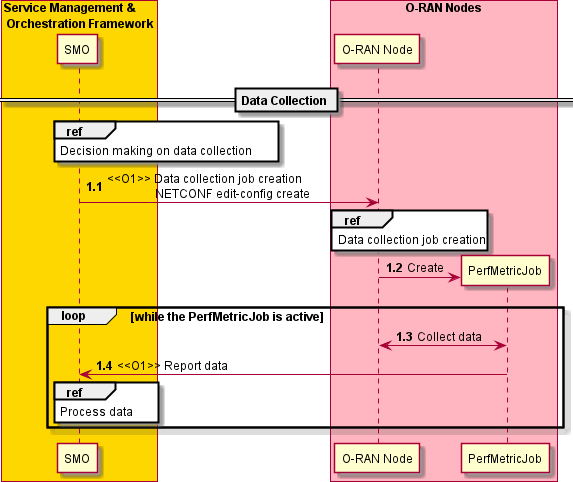 Service Management &
Orchestration Framework
O-RAN Nodes
SMO
O-RAN Node
Data Collection
ref
Decision making on data collection
1.1 <<O1>> Data collection job creation
NETCONF edit-config create
ref
Data collection job creation
1.2 Create
PerfMetricJob
loop [while the PerfMetricJob is active]
1.3 Collect data
1.4 <<O1>> Report data
ref
Process data
SMO
O-RAN Node
PerfMetricJob